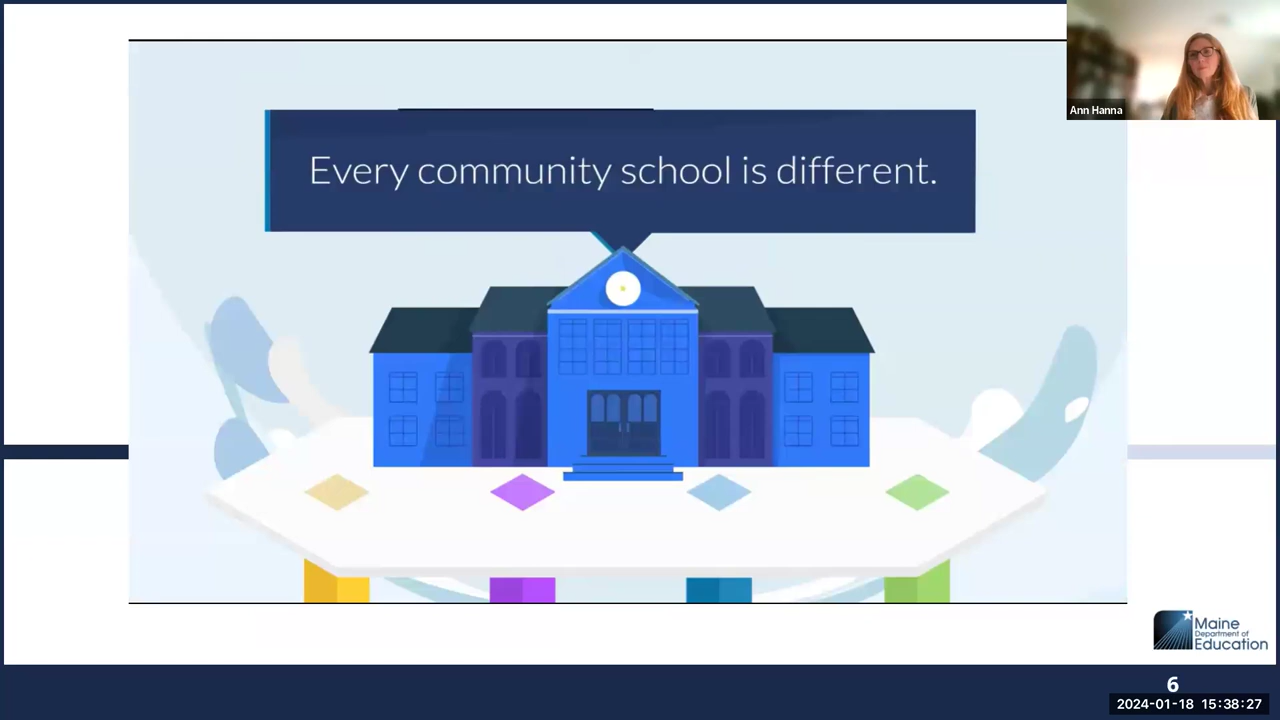 Ann Hanna
Every community school is different.
Maine
Department of
Education
6
2024-01-18 15:38:27